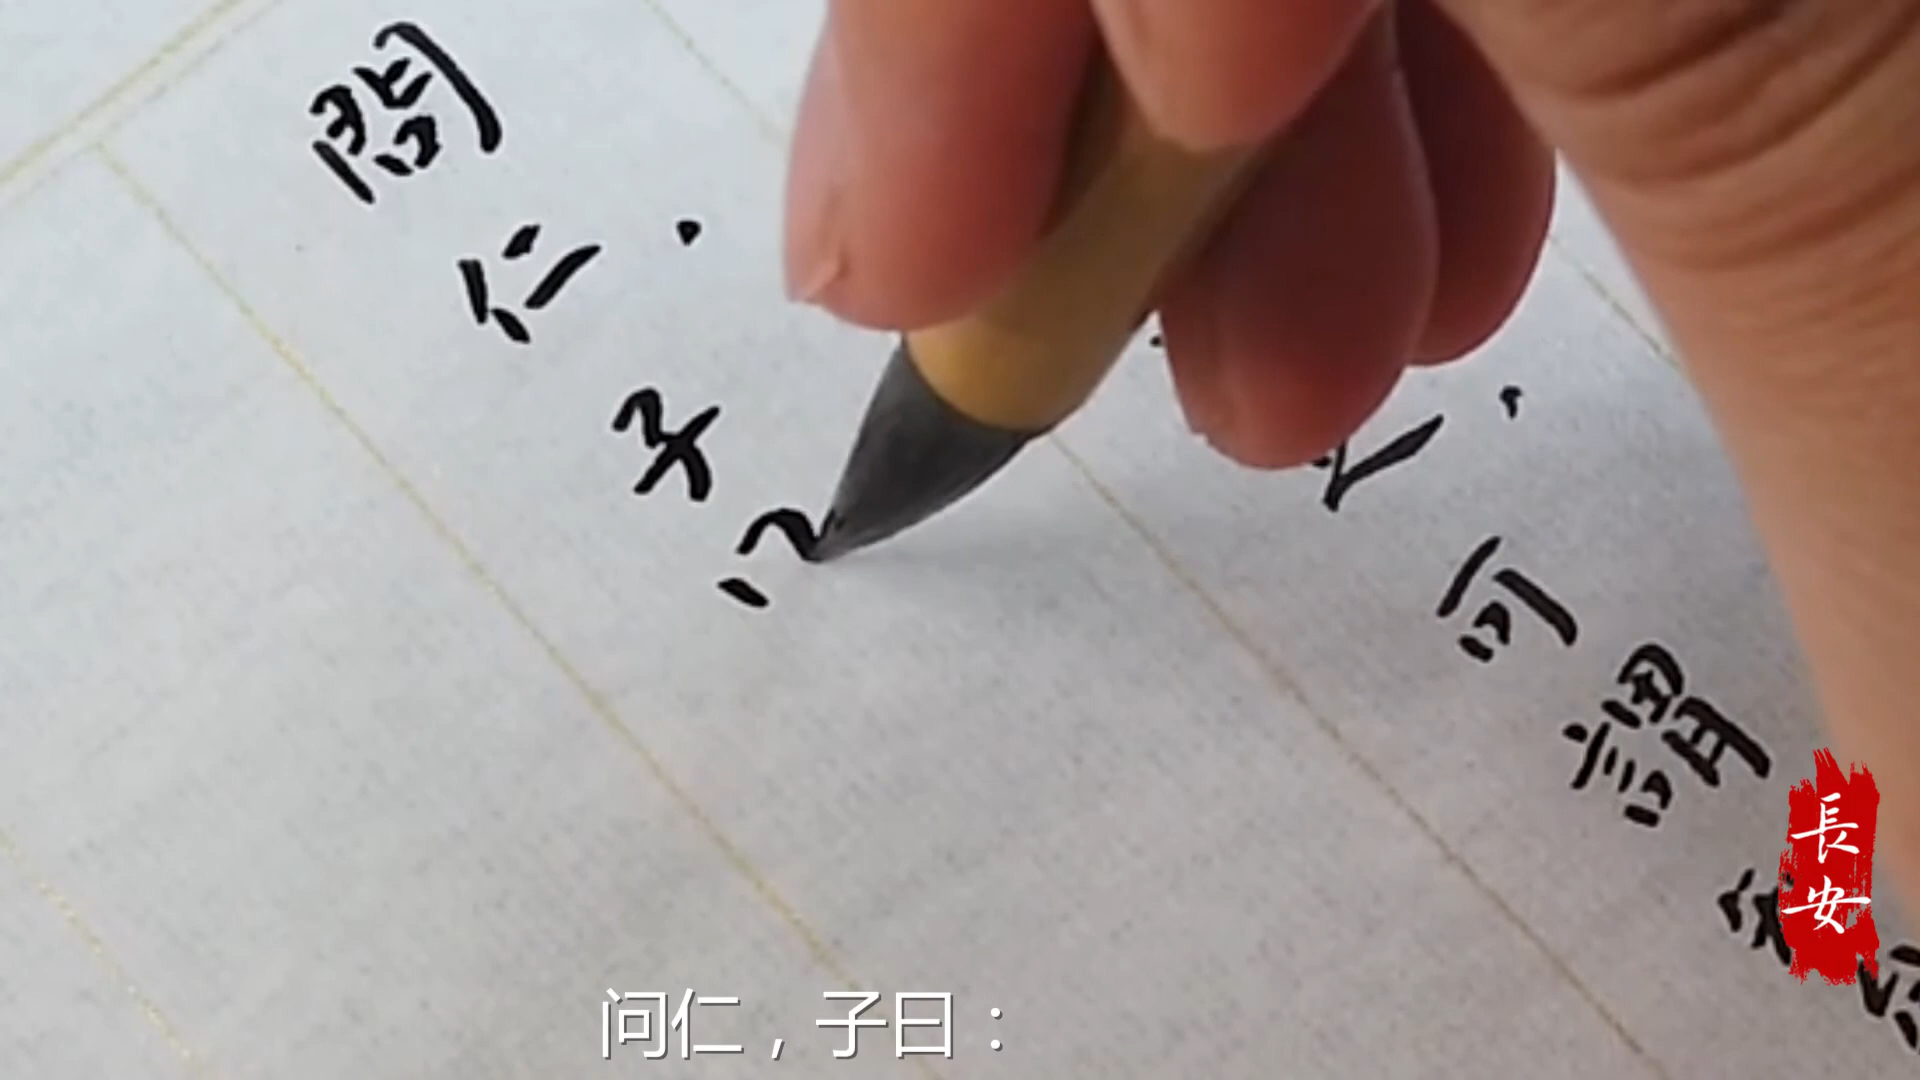 可謂
問仁．子
问仁，子曰：
長安